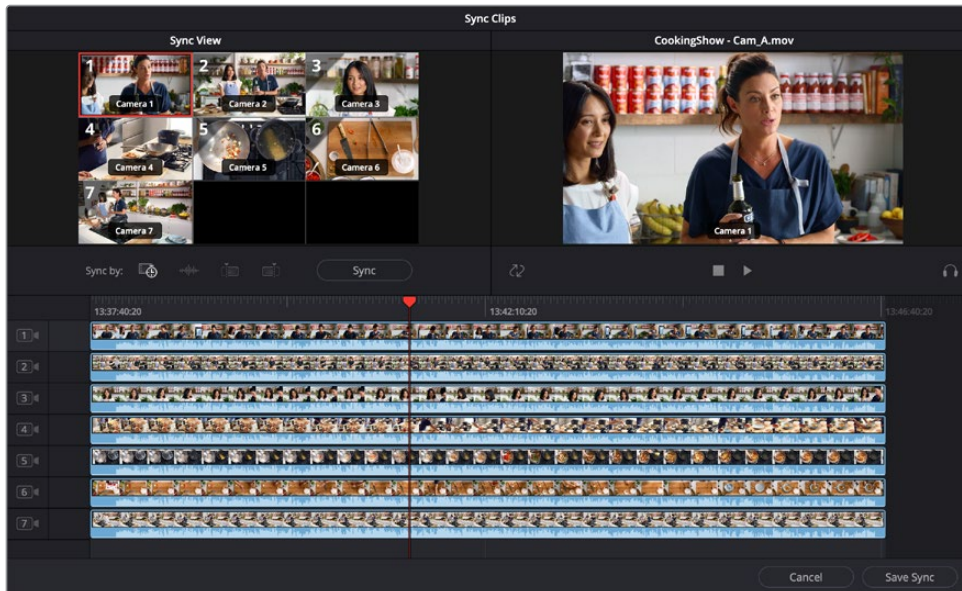 Sync Clips
Sync View
CookingShow - Cam_A.mov
1
Camera 1
2
Camera 2
3
Camera 3
4
Camera 4
5
Camera 5
6
Camera 6
7
Camera 7
Camera 1
Sync by:
Sync
13:37:40:20
13:42:10:20
13:46:40:20
1
2
3
4
5
6
7
Cancel
Save Sync